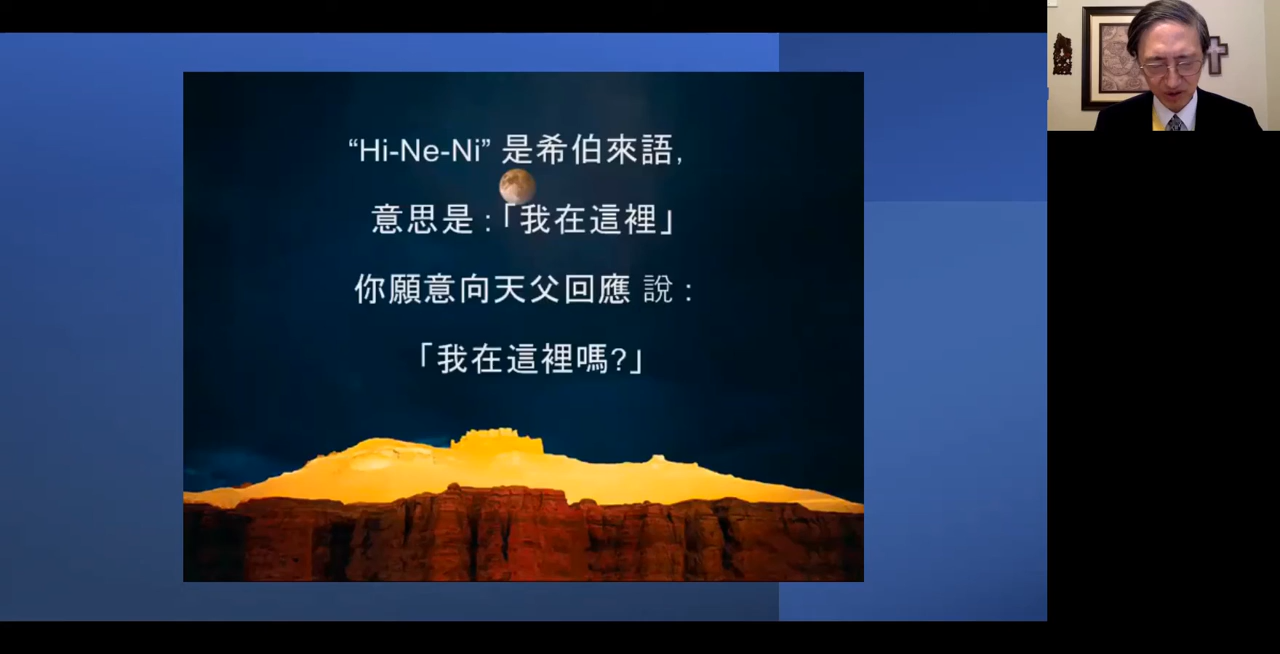 “Hi-Ne-Ni” 是希伯來語,
意思是 :「我在這裡」
你願意向天父回應 說 :
「我在這裡嗎?」